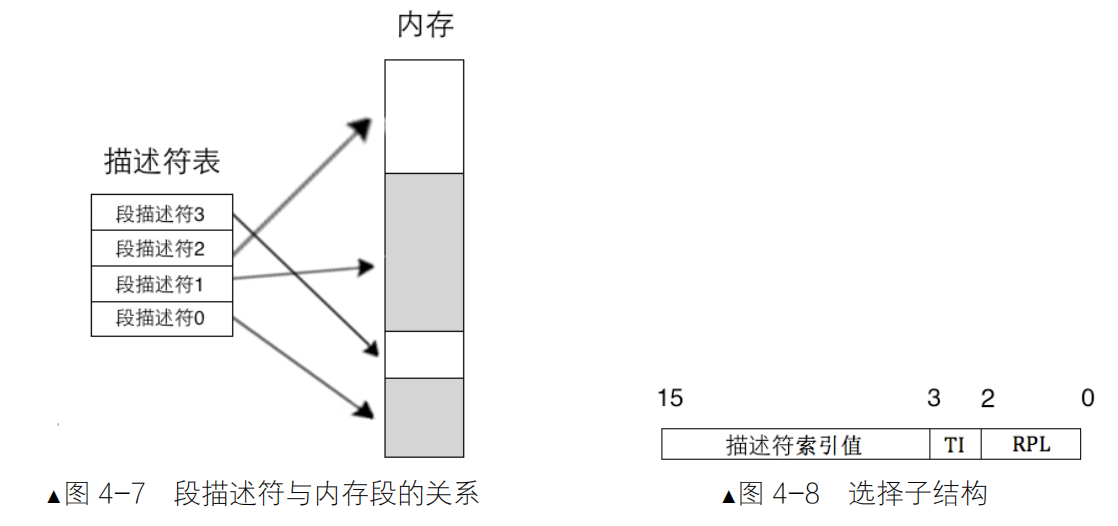 内存
描述符表
段描述符3
段描述符2
段描述符1
段描述符0
▲图 4-7 段描述符与内存段的关系
15 3 2 0
描述符索引值 TI RPL
▲图 4-8 选择子结构